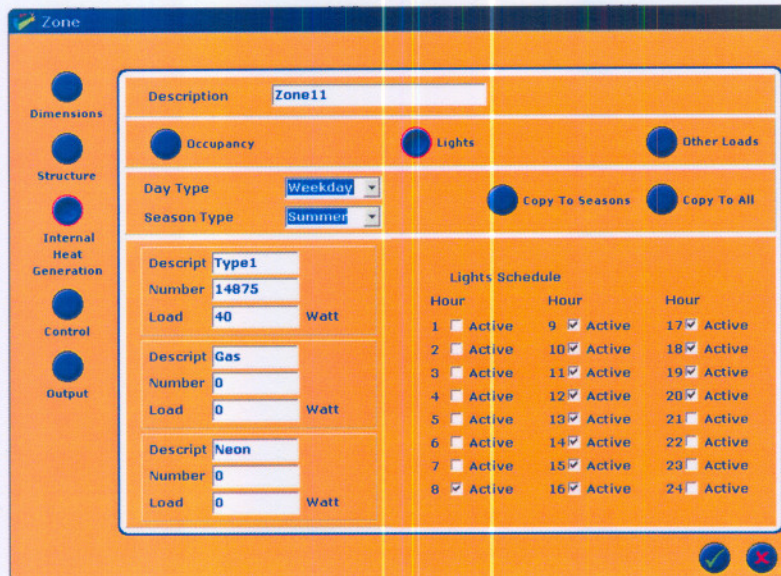 Zone
Dimensions
Structure
Internal
Heat
Generation
Control
Output
Description Zone11
Occupancy Lights Other Loads
Day Type Weekday
Season Type Summer
Copy To Seasons Copy To All
Descript Type1
Number 14875
Load 40 Watt
Descript Gas
Number 0
Load 0 Watt
Descript Neon
Number 0
Load 0 Watt
Lights Schedule
Hour Hour Hour
1 Active 9 Active 17 Active
2 Active 10 Active 18 Active
3 Active 11 Active 19 Active
4 Active 12 Active 20 Active
5 Active 13 Active 21 Active
6 Active 14 Active 22 Active
7 Active 15 Active 23 Active
8 Active 16 Active 24 Active